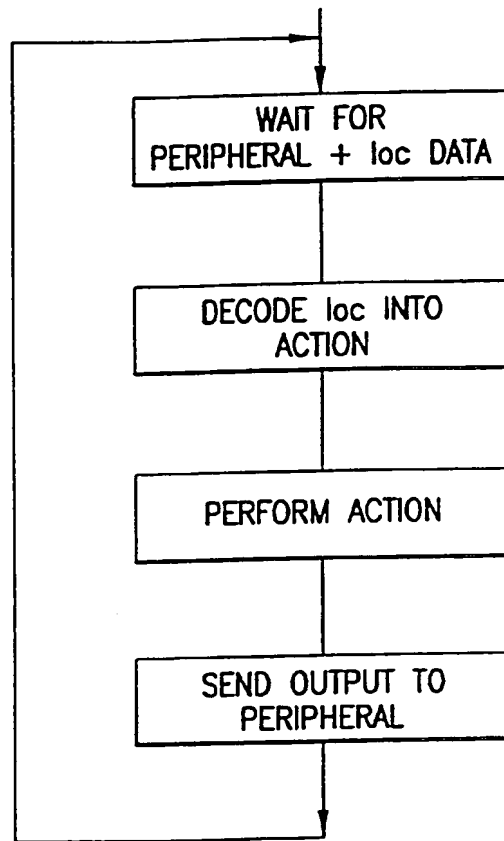 WAIT FOR
PERIPHERAL + loc DATA
DECODE loc INTO
ACTION
PERFORM ACTION
SEND OUTPUT TO
PERIPHERAL